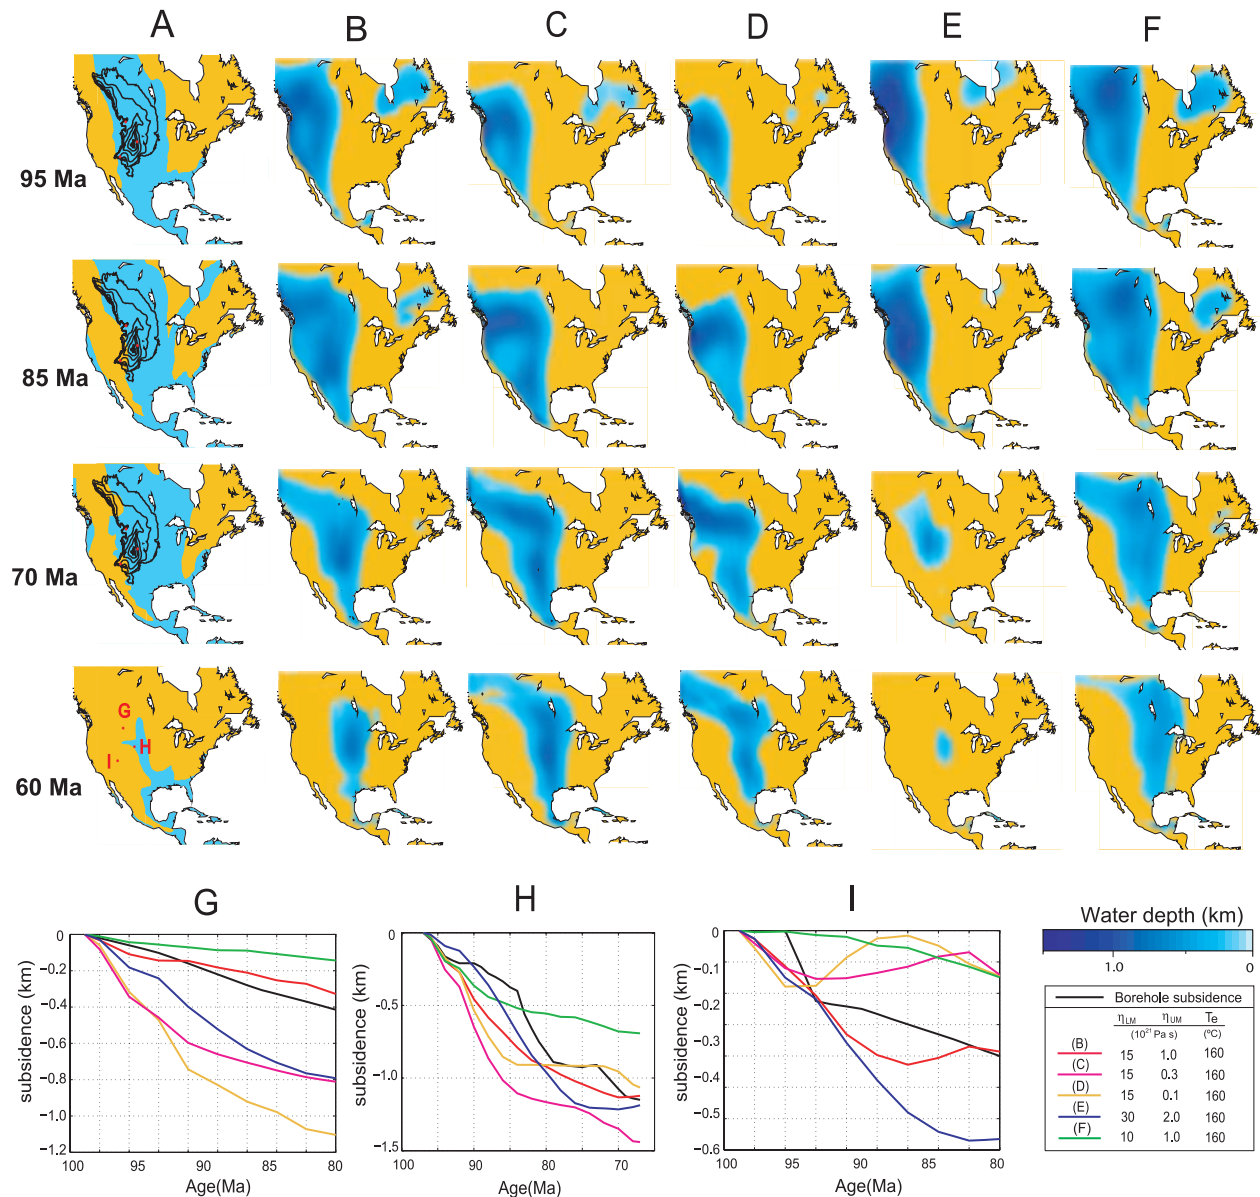 A B C D E F
95 Ma
85 Ma
70 Ma
60 Ma
G
H
I
G
subsidence (km)
0
−0.2
−0.4
−0.6
−0.8
−1.0
−1.2
100 95 90 85 80
Age(Ma)
H
subsidence (km)
0
−0.5
−1.0
−1.5
100 90 80 70
Age(Ma)
I
subsidence (km)
0
−0.1
−0.2
−0.3
−0.4
−0.5
−0.6
100 95 90 85 80
Age(Ma)
Water depth (km)
1.0 0
Borehole subsidence
ηLM ηUM Te
(10²¹ Pa s) (ºC)
(B) 15 1.0 160
(C) 15 0.3 160
(D) 15 0.1 160
(E) 30 2.0 160
(F) 10 1.0 160